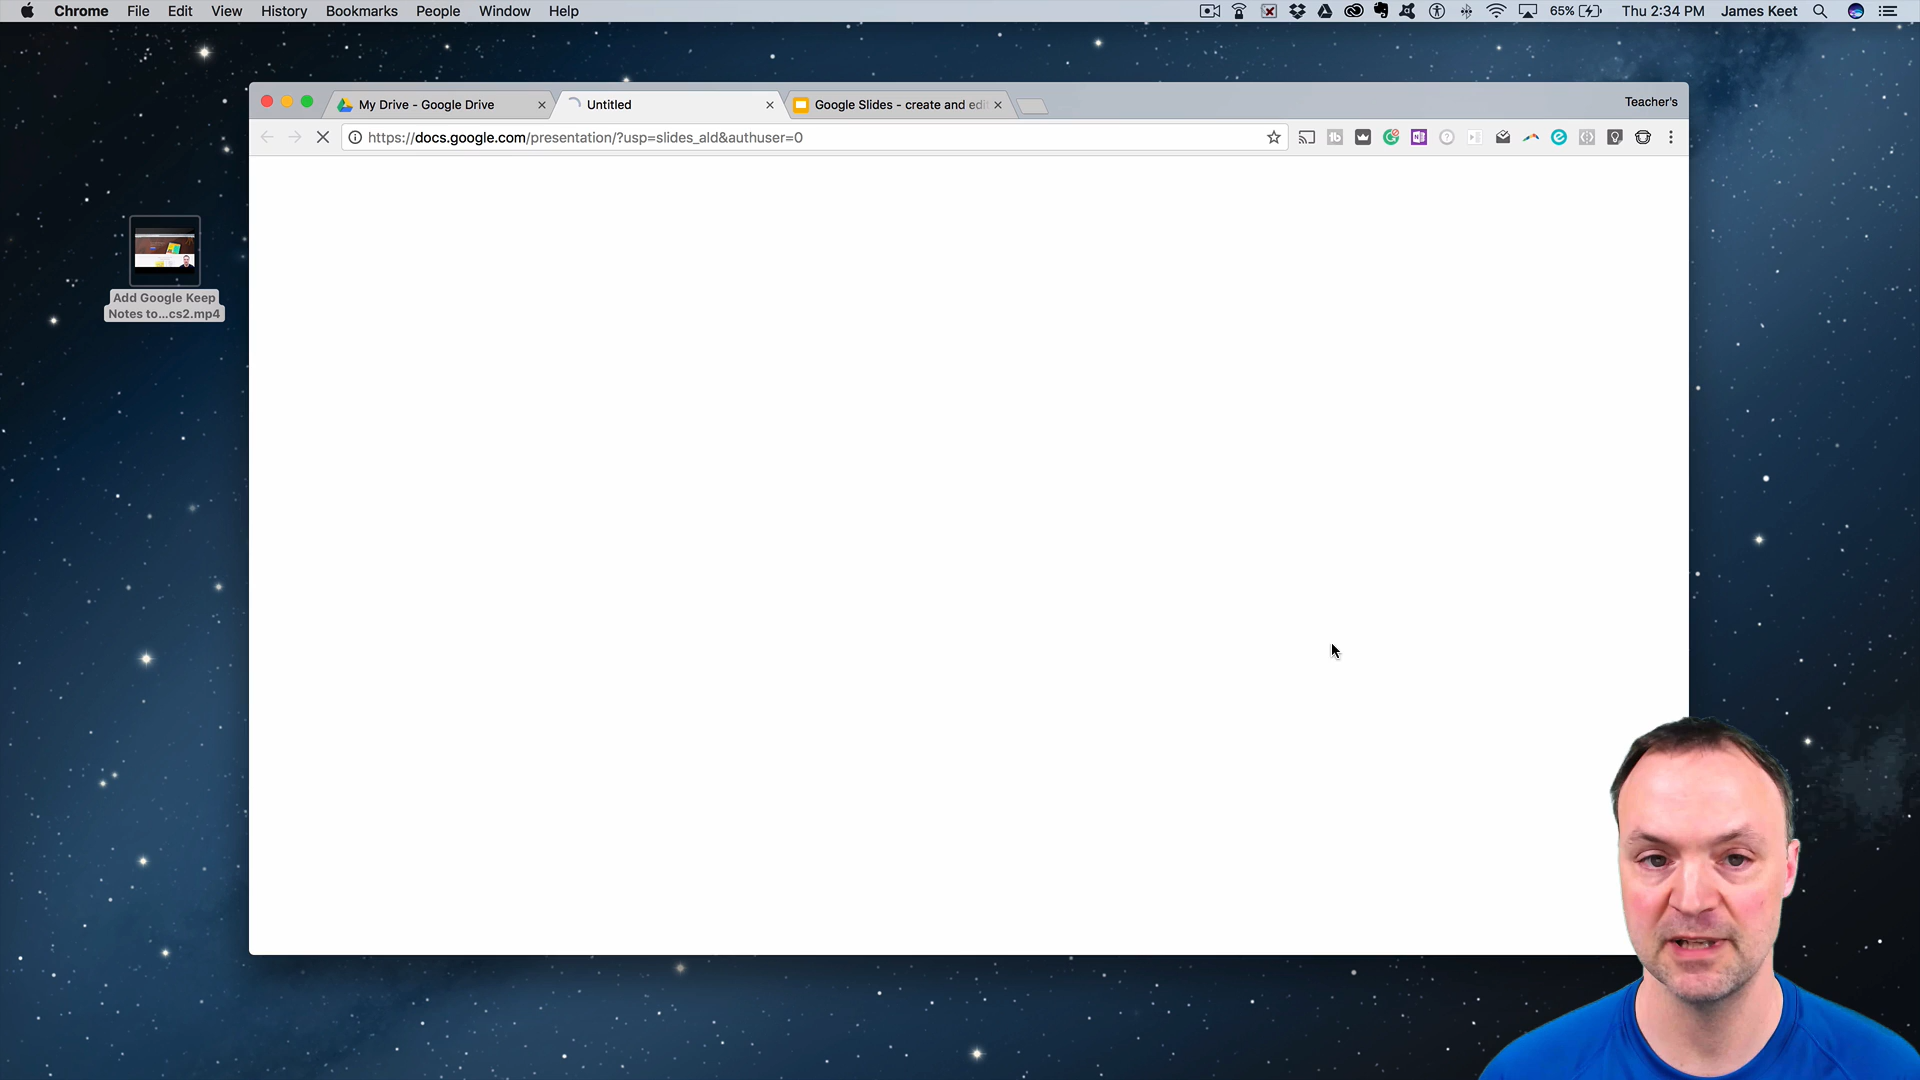 Chrome File Edit View History Bookmarks People Window Help 65% Thu 2:34 PM James Keet
My Drive - Google Drive Untitled Google Slides - create and edi Teacher's
https://docs.google.com/presentation/?usp=slides_ald&authuser=0
Add Google Keep
Notes to...cs2.mp4